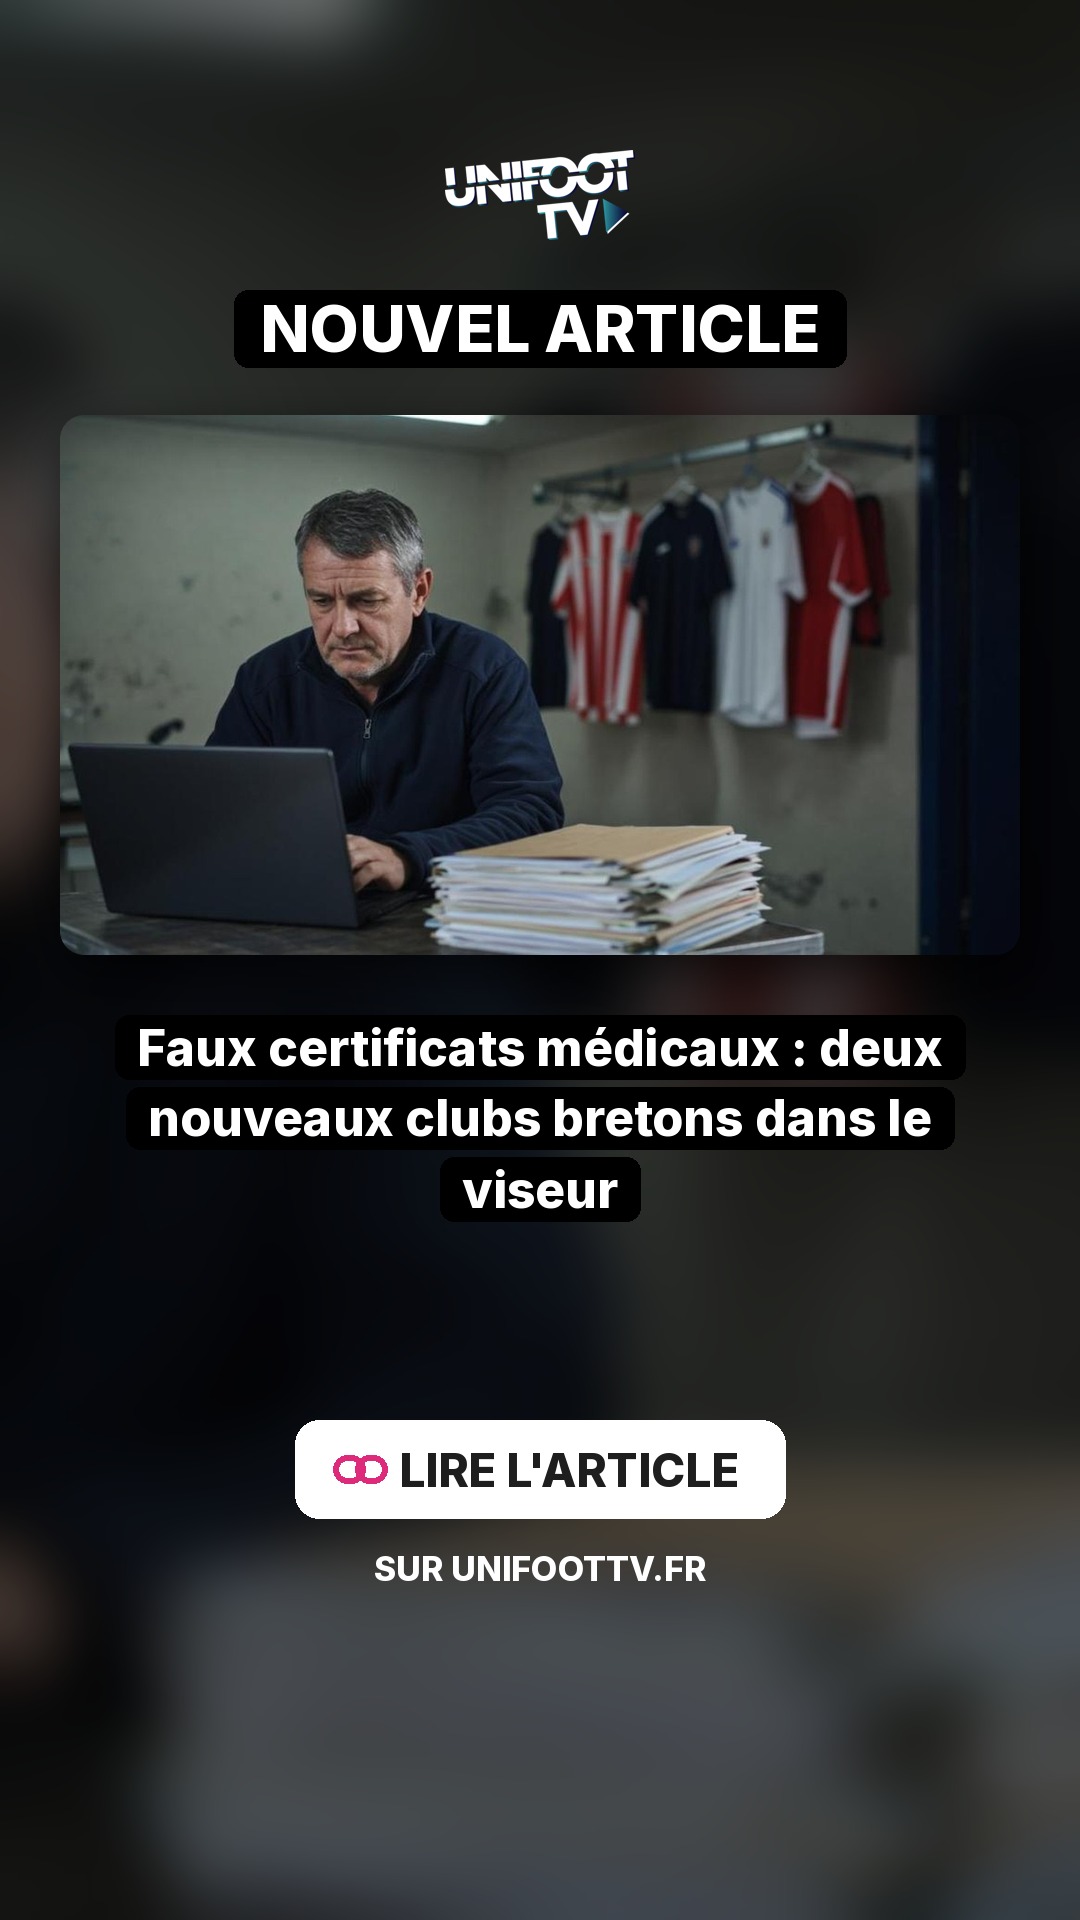 UNIFOOT
TV
NOUVEL ARTICLE
Faux certificats médicaux : deux
nouveaux clubs bretons dans le
viseur
LIRE L'ARTICLE
SUR UNIFOOTTV.FR